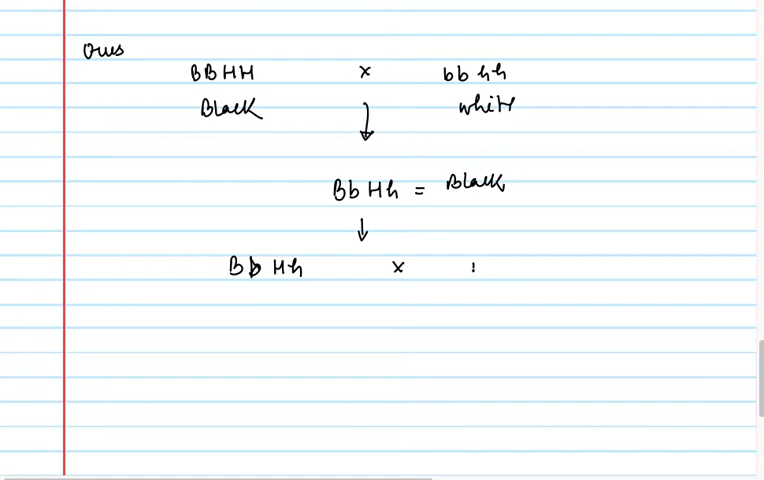 Ans
BBHH × bbhh
Black white
BbHh = Black
BbHh ×